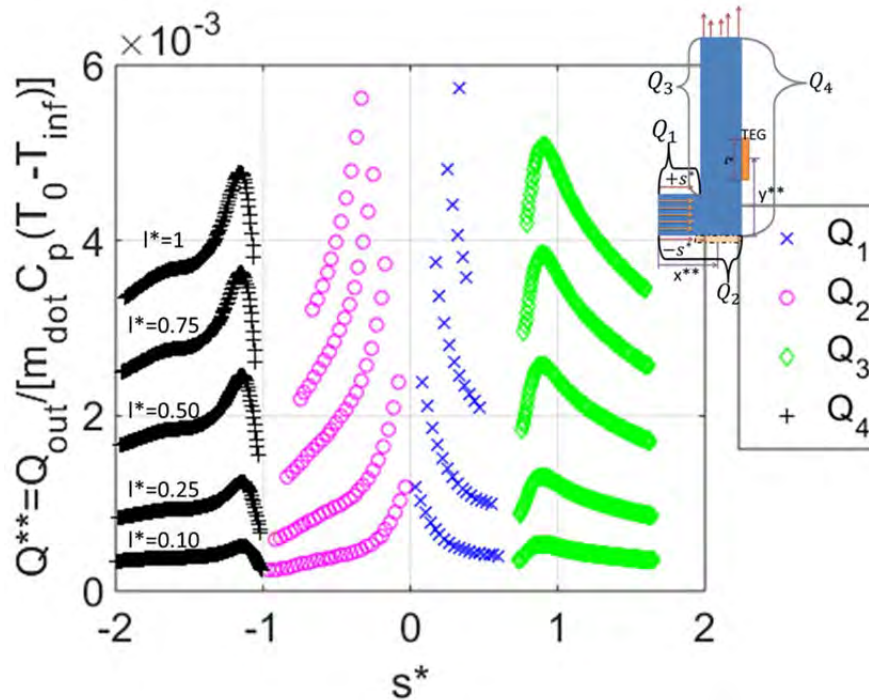 × 10⁻³
6
4
2
0
-2
-1
0
1
2
s*
Q**=Q_out/[m_dot C_p(T_0-T_inf)]
l*=1
l*=0.75
l*=0.50
l*=0.25
l*=0.10
Q_3
Q_4
Q_1
TEG
+s*
y**
-s*
x**
Q_2
Q_1
Q_2
Q_3
Q_4